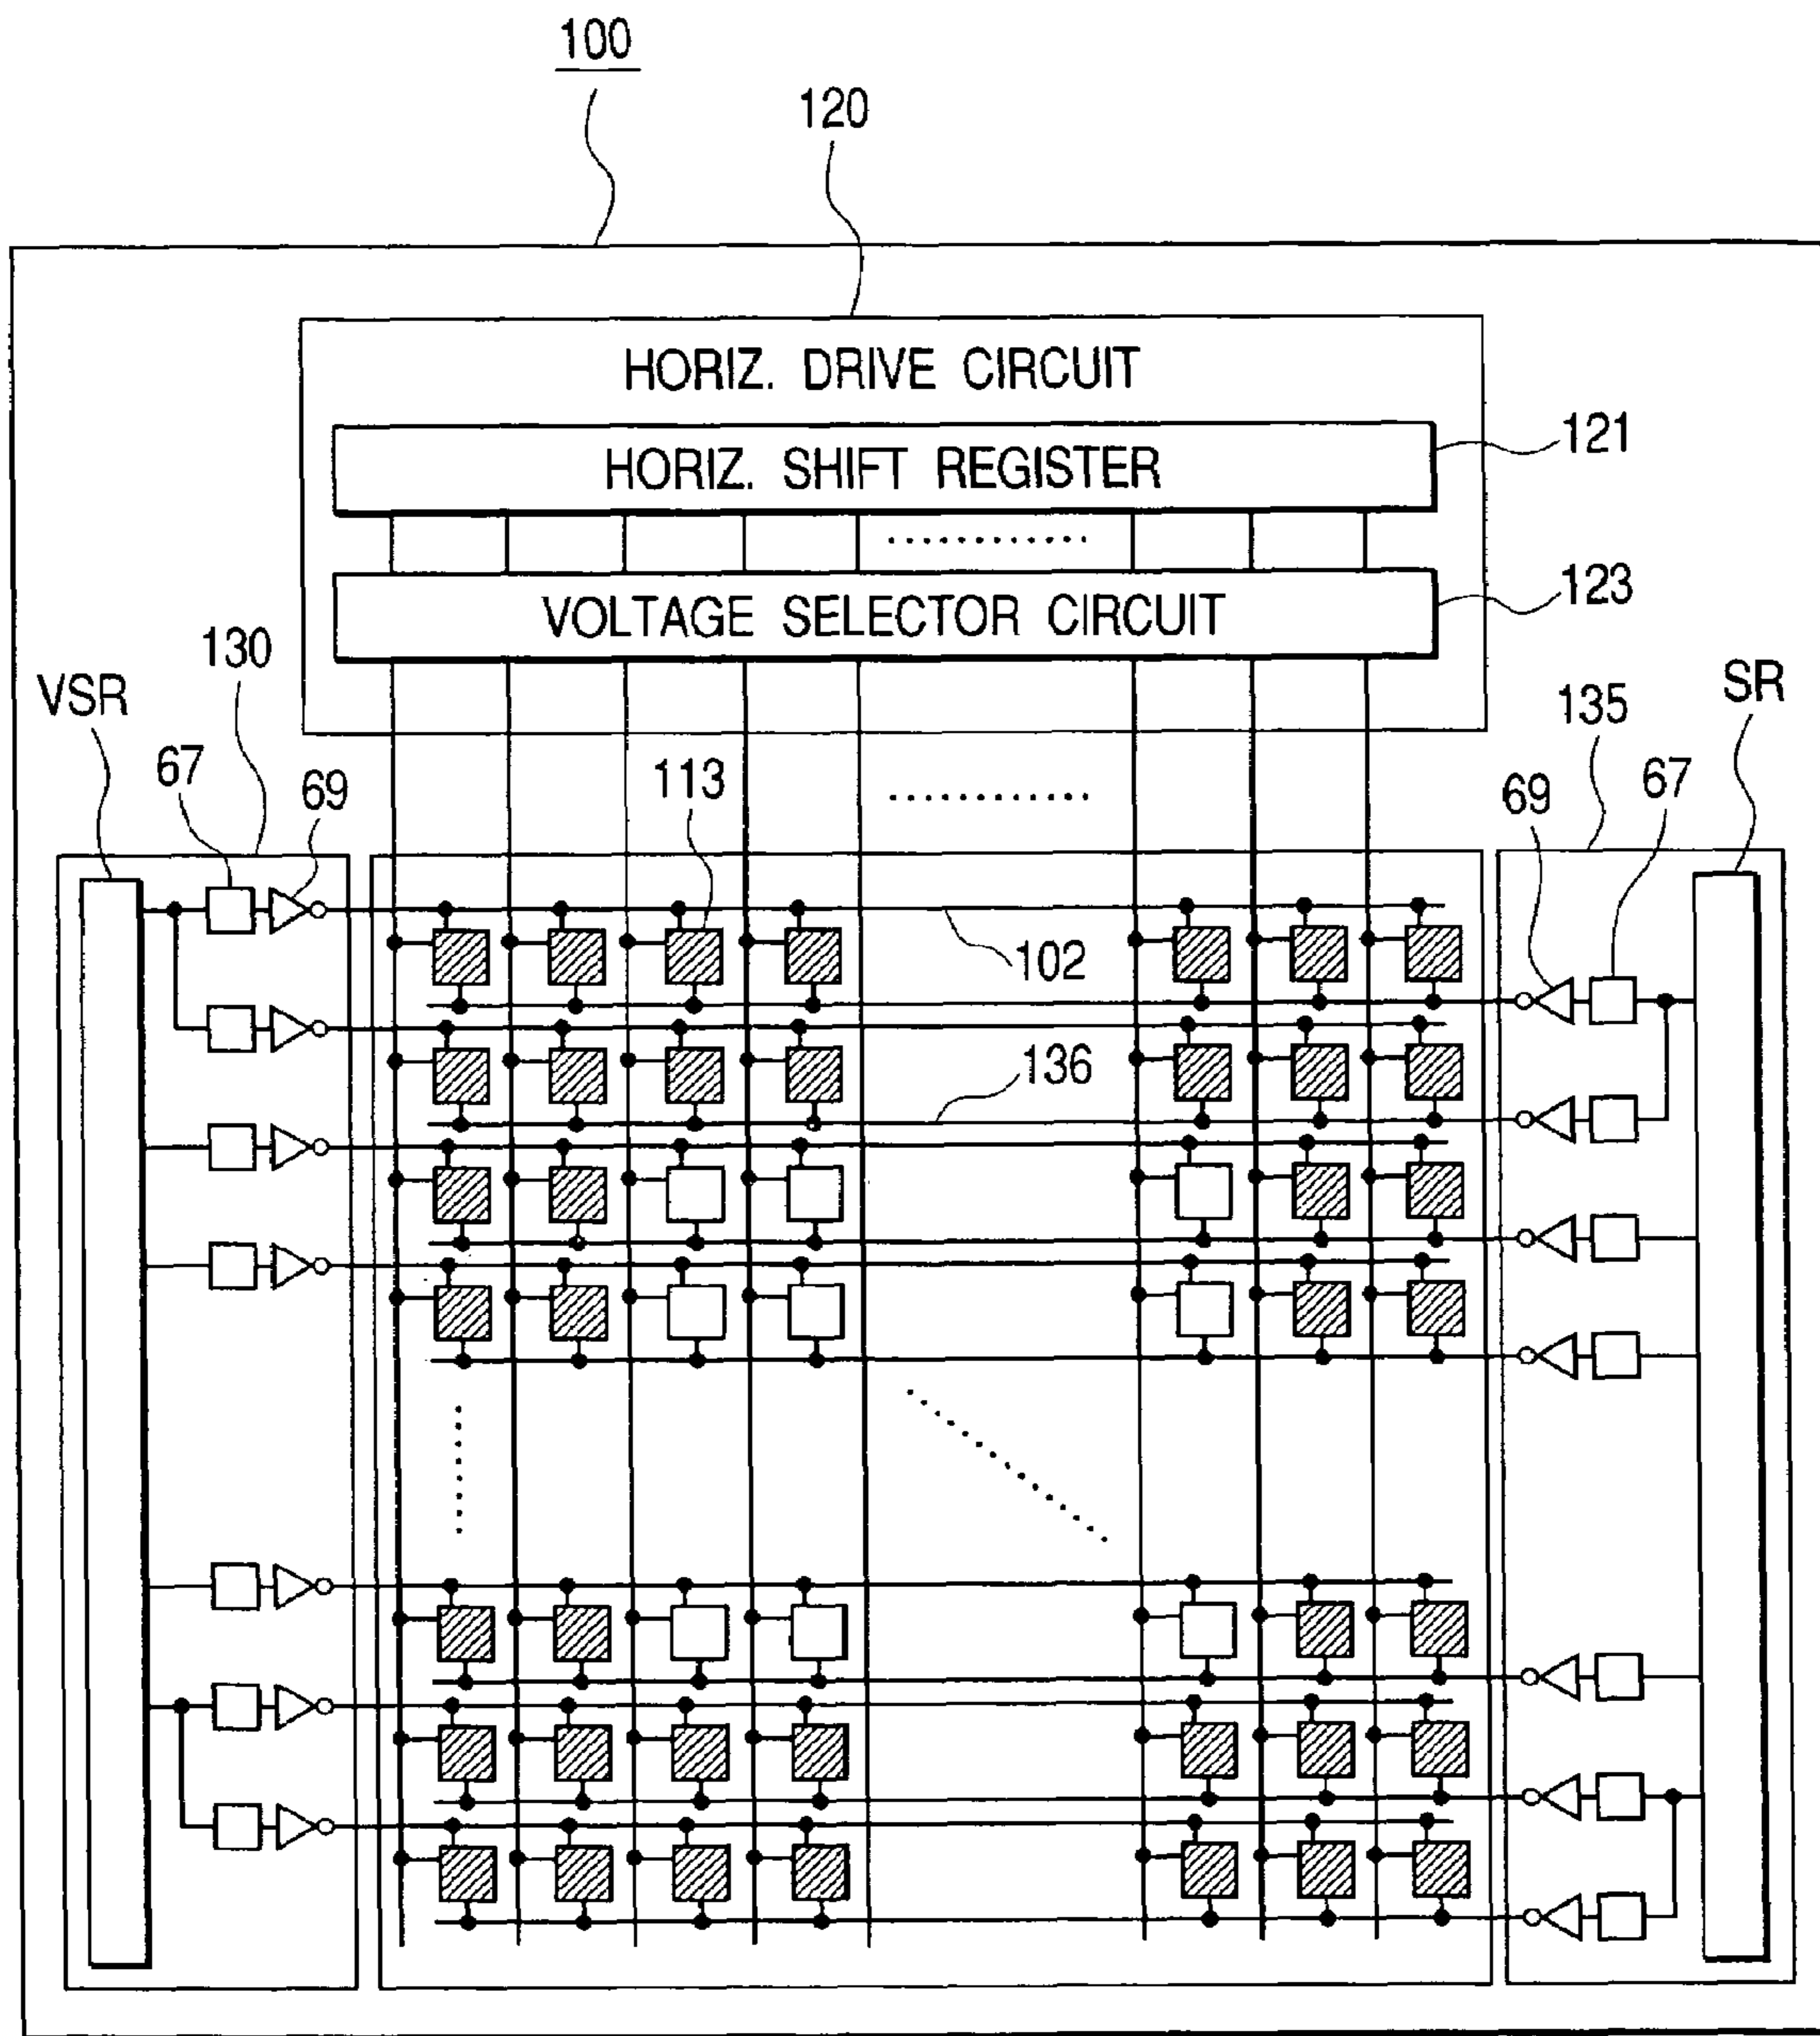 100
120
HORIZ. DRIVE CIRCUIT
HORIZ. SHIFT REGISTER
121
VOLTAGE SELECTOR CIRCUIT
123
130
VSR
67
69
113
135
SR
69
67
102
136